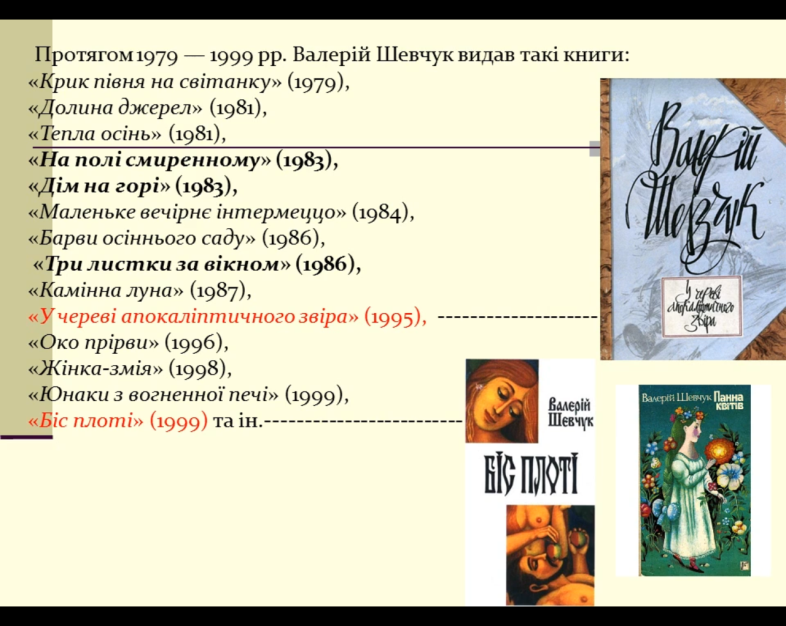 Протягом 1979 — 1999 рр. Валерій Шевчук видав такі книги:
«Крик півня на світанку» (1979),
«Долина джерел» (1981),
«Тепла осінь» (1981),
«На полі смиренному» (1983),
«Дім на горі» (1983),
«Маленьке вечірнє інтермеццо» (1984),
«Барви осіннього саду» (1986),
«Три листки за вікном» (1986),
«Камінна луна» (1987),
«У череві апокаліптичного звіра» (1995), --------------------
«Око прірви» (1996),
«Жінка-змія» (1998),
«Юнаки з вогненної печі» (1999),
«Біс плоті» (1999) та ін.-------------------------
Валерій
Шевчук
У череві
апокаліптичного
звіра
Валерій
Шевчук
БІС ПЛОТІ
Валерій Шевчук Панна
квітів